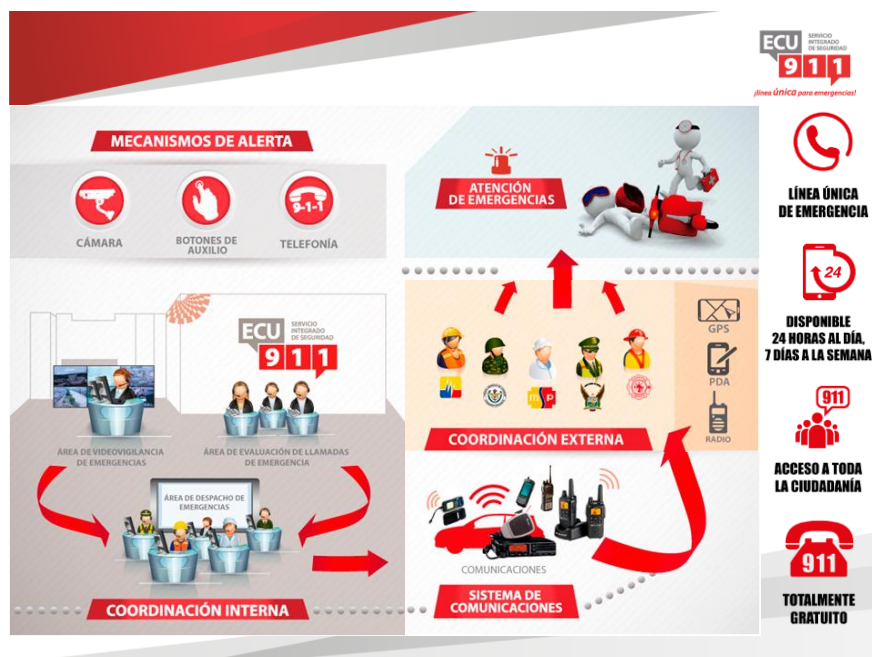 ECU
SERVICIO
INTEGRADO
DE SEGURIDAD
911
¡línea única para emergencias!
MECANISMOS DE ALERTA
CÁMARA
BOTONES DE
AUXILIO
9-1-1
TELEFONÍA
ATENCIÓN
DE EMERGENCIAS
LÍNEA ÚNICA
DE EMERGENCIA
24
DISPONIBLE
24 HORAS AL DÍA,
7 DÍAS A LA SEMANA
911
ACCESO A TODA
LA CIUDADANÍA
911
TOTALMENTE
GRATUITO
ECU
SERVICIO
INTEGRADO
DE SEGURIDAD
911
ÁREA DE VIDEOVIGILANCIA
DE EMERGENCIAS
ÁREA DE EVALUACIÓN DE LLAMADAS
DE EMERGENCIA
ÁREA DE DESPACHO DE
EMERGENCIAS
COORDINACIÓN INTERNA
msp
GPS
PDA
RADIO
COORDINACIÓN EXTERNA
COMUNICACIONES
SISTEMA DE
COMUNICACIONES